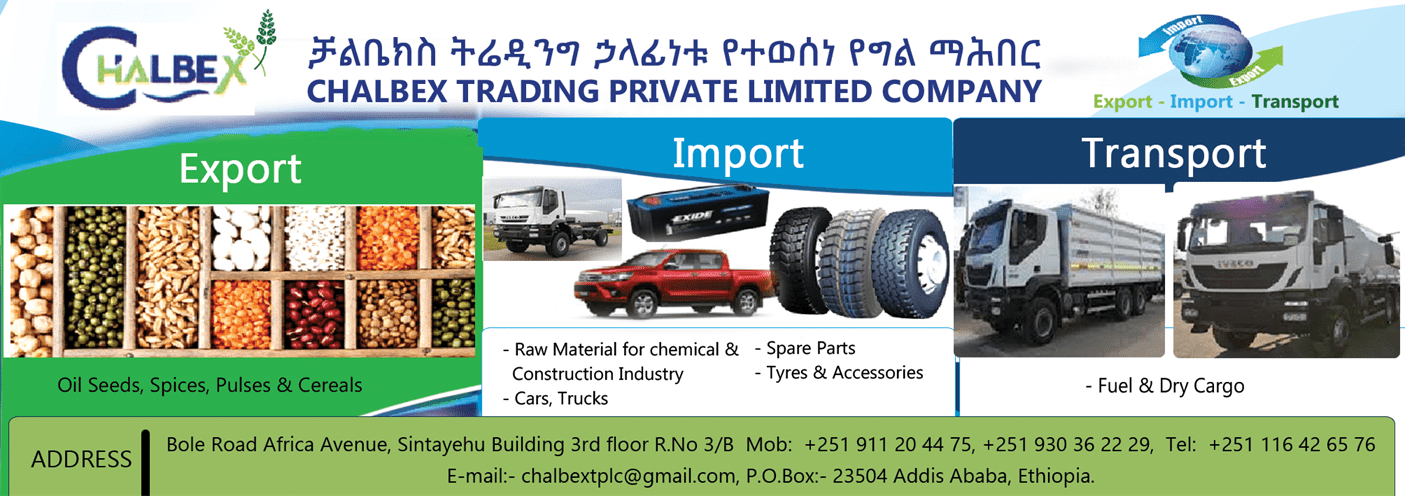 CHALBEX
ቻልቤክስ ትሬዲንግ ኃላፊነቱ የተወሰነ የግል ማሕበር
CHALBEX TRADING PRIVATE LIMITED COMPANY
Import
Export
Export - Import - Transport
Export
Oil Seeds, Spices, Pulses & Cereals
Import
IVECO
EXIDE
- Raw Material for chemical &
Construction Industry
- Cars, Trucks
- Spare Parts
- Tyres & Accessories
Transport
IVECO
- Fuel & Dry Cargo
ADDRESS
Bole Road Africa Avenue, Sintayehu Building 3rd floor R.No 3/B Mob: +251 911 20 44 75, +251 930 36 22 29, Tel: +251 116 42 65 76
E-mail:- chalbextplc@gmail.com, P.O.Box:- 23504 Addis Ababa, Ethiopia.